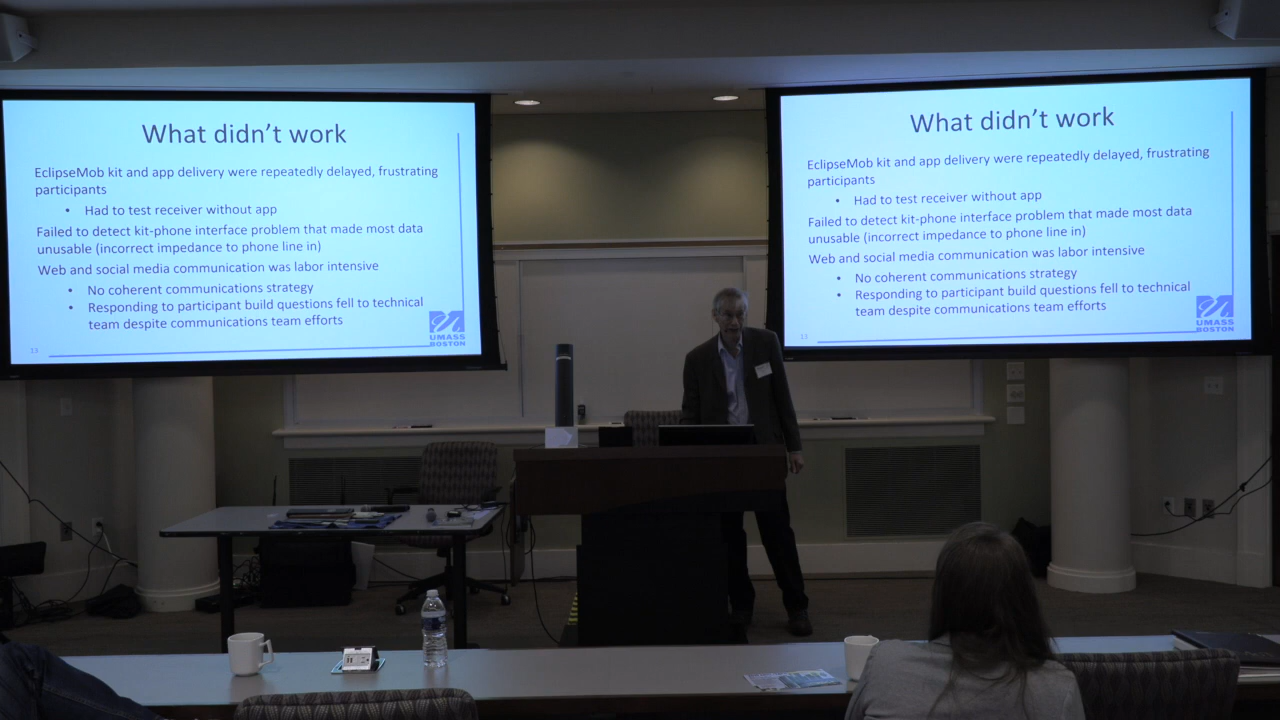 What didn't work
EclipseMob kit and app delivery were repeatedly delayed, frustrating
participants
• Had to test receiver without app
Failed to detect kit-phone interface problem that made most data
unusable (incorrect impedance to phone line in)
Web and social media communication was labor intensive
• No coherent communications strategy
• Responding to participant build questions fell to technical
team despite communications team efforts
13
UMASS
BOSTON
What didn't work
EclipseMob kit and app delivery were repeatedly delayed, frustrating
participants
• Had to test receiver without app
Failed to detect kit-phone interface problem that made most data
unusable (incorrect impedance to phone line in)
Web and social media communication was labor intensive
• No coherent communications strategy
• Responding to participant build questions fell to technical
team despite communications team efforts
13
UMASS
BOSTON